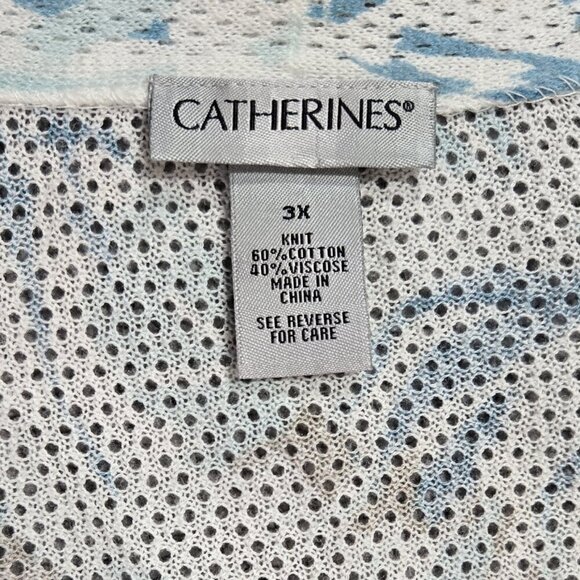 CATHERINES®
3X
KNIT
60%COTTON
40%VISCOSE
MADE IN
CHINA
SEE REVERSE
FOR CARE